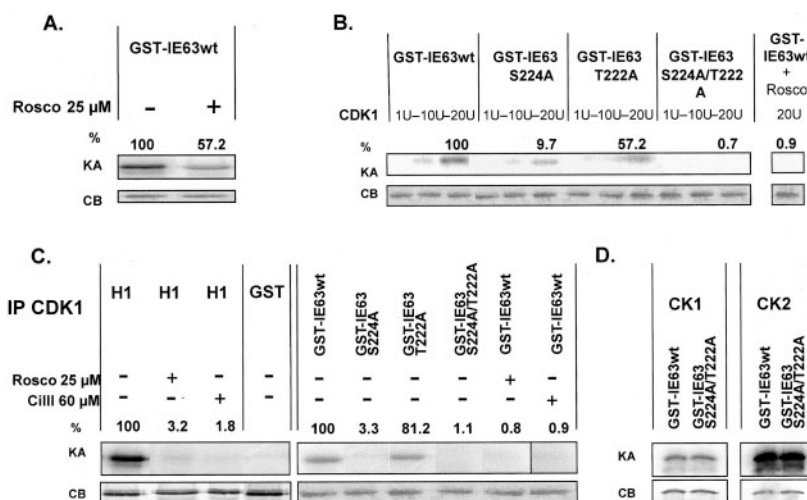 A.
GST-IE63wt
Rosco 25 µM - +
% 100 57.2
KA
CB
B.
GST-IE63wt
GST-IE63 S224A
GST-IE63 T222A
GST-IE63 S224A/T222 A
GST-IE63wt + Rosco
CDK1 1U–10U–20U 1U–10U–20U 1U–10U–20U 1U–10U–20U 20U
% 100 9.7 57.2 0.7 0.9
KA
CB
C.
IP CDK1
H1 H1 H1 GST
GST-IE63wt
GST-IE63 S224A
GST-IE63 T222A
GST-IE63 S224A/T222A
GST-IE63wt
GST-IE63wt
Rosco 25 µM - + - - - - - - + -
CiIII 60 µM - - + - - - - - - +
% 100 3.2 1.8 100 3.3 81.2 1.1 0.8 0.9
KA
CB
D.
CK1 CK2
GST-IE63wt
GST-IE63 S224A/T222A
GST-IE63wt
GST-IE63 S224A/T222A
KA
CB